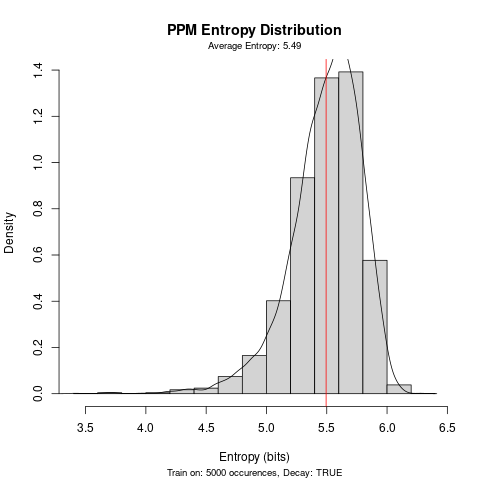 PPM Entropy Distribution
Average Entropy: 5.49
Density
1.4
1.2
1.0
0.8
0.6
0.4
0.2
0.0
3.5 4.0 4.5 5.0 5.5 6.0 6.5
Entropy (bits)
Train on: 5000 occurences, Decay: TRUE